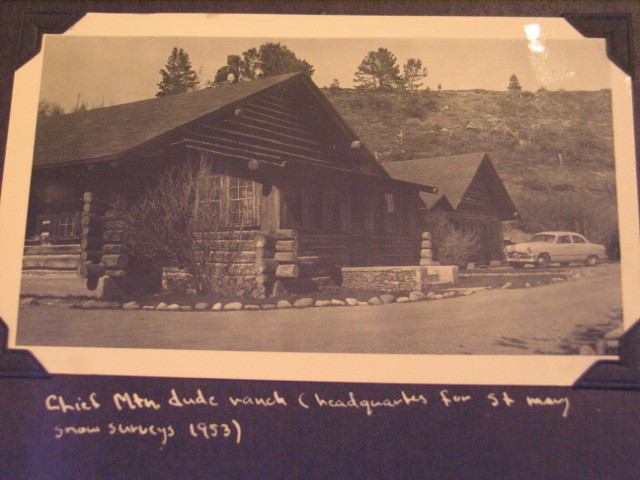 Chief Mtn dude ranch (headquarters for St Mary
snow surveys 1953)